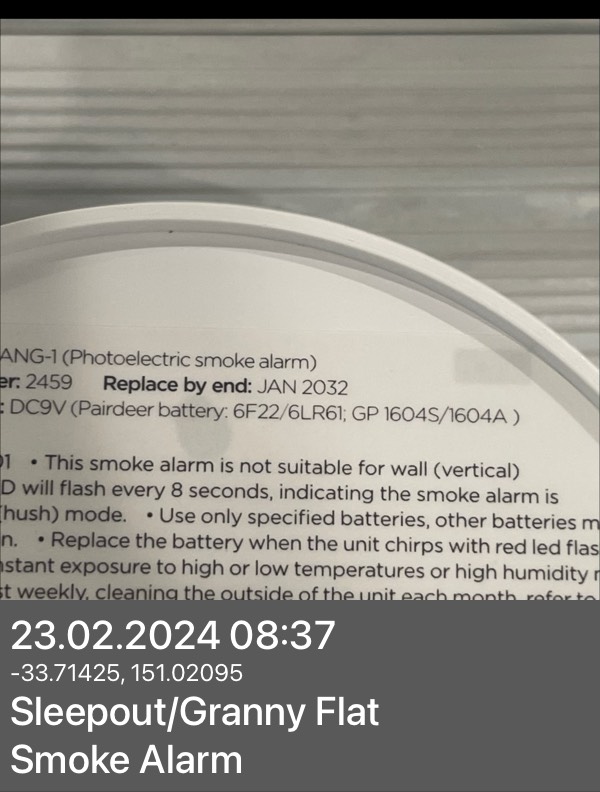 ANG-1 (Photoelectric smoke alarm)
er: 2459 Replace by end: JAN 2032
: DC9V (Pairdeer battery: 6F22/6LR61; GP 1604S/1604A )
01 • This smoke alarm is not suitable for wall (vertical)
D will flash every 8 seconds, indicating the smoke alarm is
(hush) mode. • Use only specified batteries, other batteries m
n. • Replace the battery when the unit chirps with red led flas
nstant exposure to high or low temperatures or high humidity
st weekly, cleaning the outside of the unit each month, refer to
23.02.2024 08:37
-33.71425, 151.02095
Sleepout/Granny Flat
Smoke Alarm